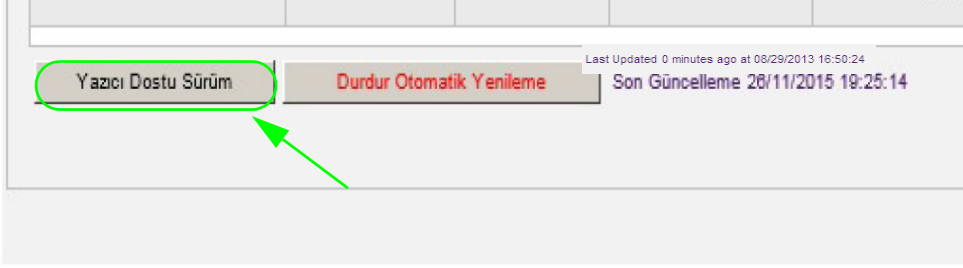 Last Updated 0 minutes ago at 08/29/2013 16:50:24
Yazıcı Dostu Sürüm Durdur Otomatik Yenileme Son Güncelleme 26/11/2015 19:25:14